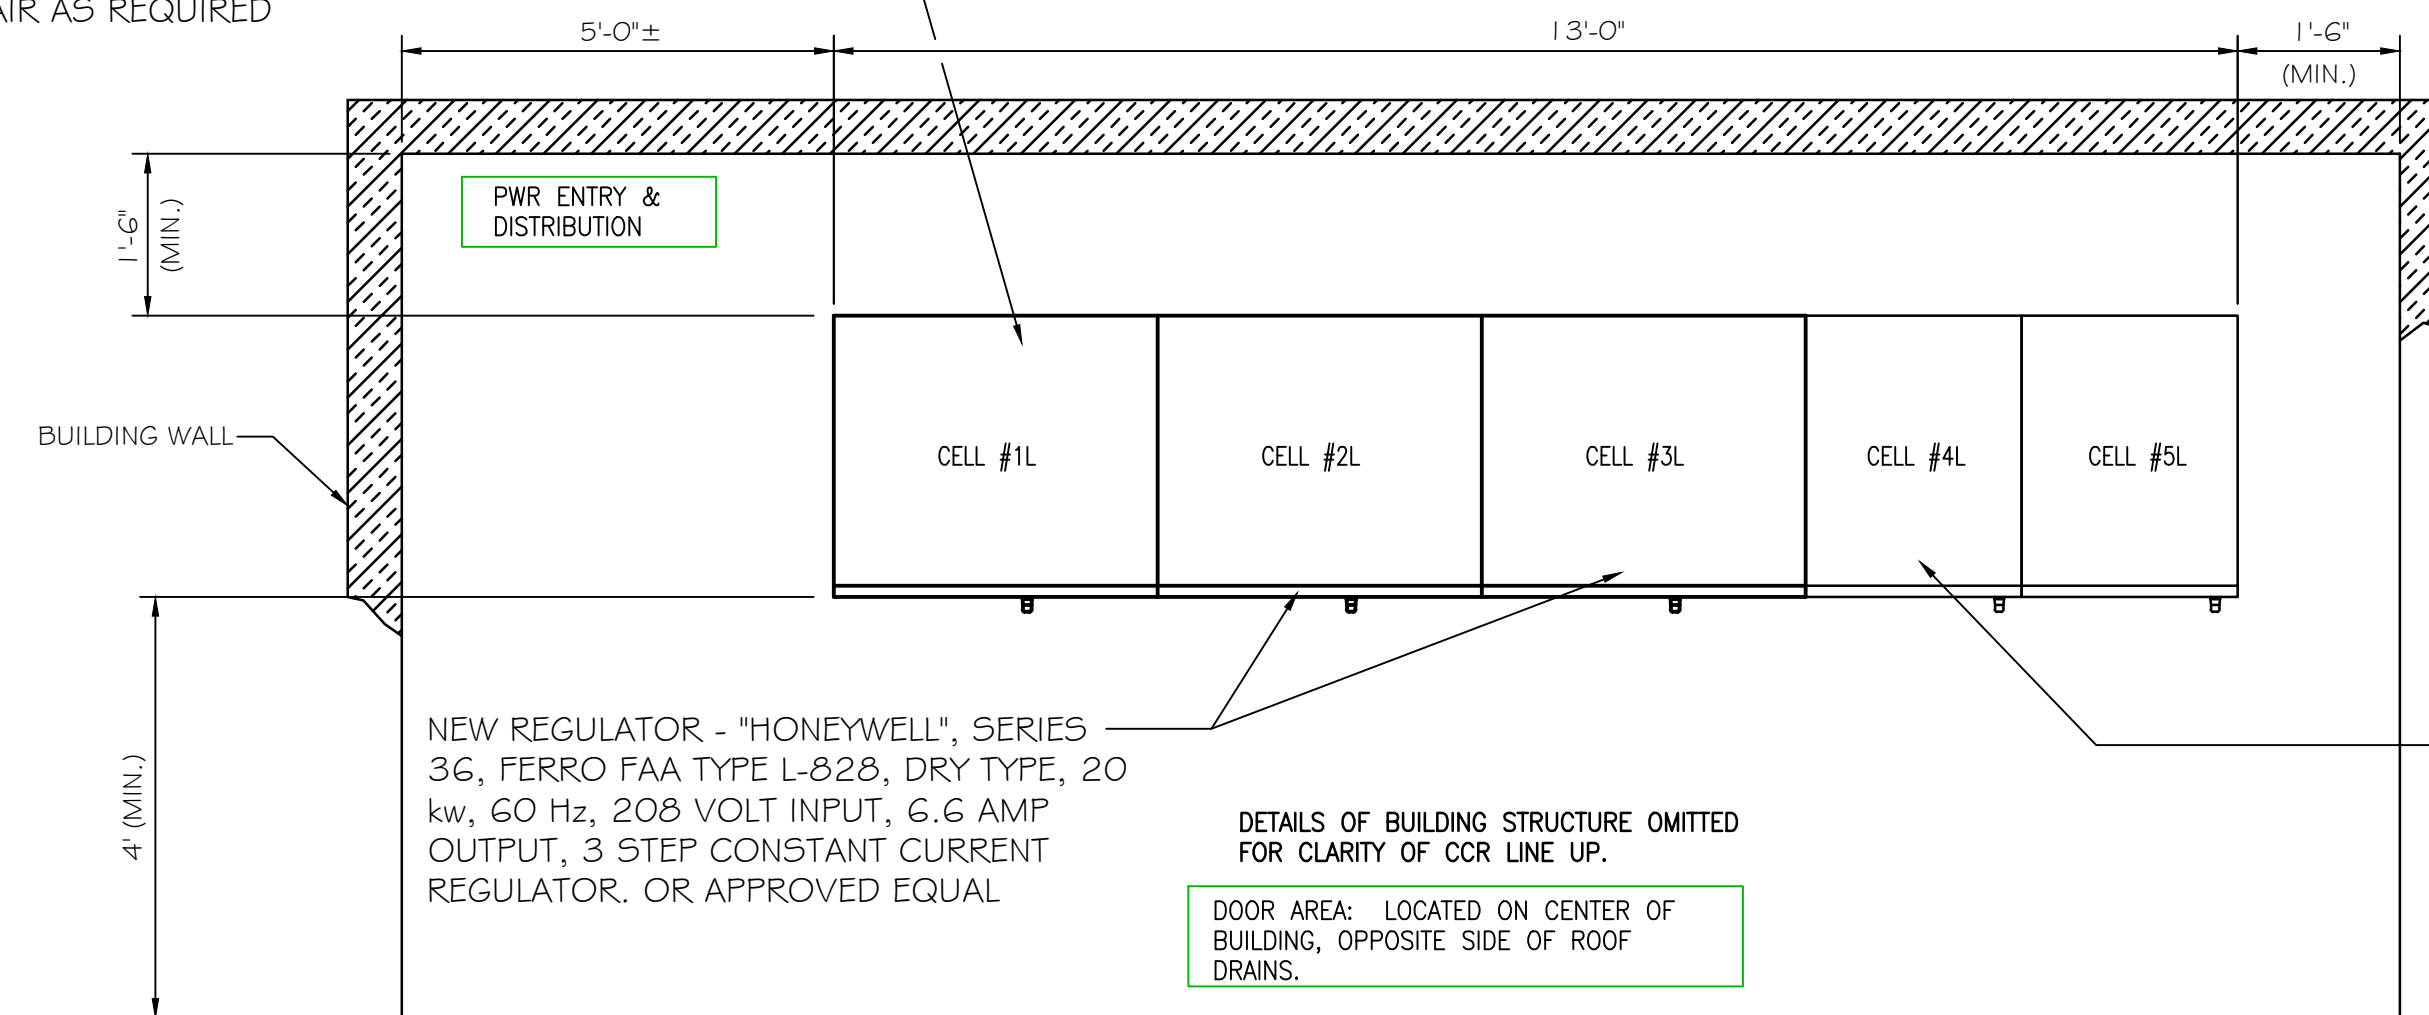 AIR AS REQUIRED
5'-0"±
13'-0"
1'-6"
(MIN.)
PWR ENTRY &
DISTRIBUTION
1'-6"
(MIN.)
BUILDING WALL
CELL #1L
CELL #2L
CELL #3L
CELL #4L
CELL #5L
4' (MIN.)
NEW REGULATOR - "HONEYWELL", SERIES
36, FERRO FAA TYPE L-828, DRY TYPE, 20
kw, 60 Hz, 208 VOLT INPUT, 6.6 AMP
OUTPUT, 3 STEP CONSTANT CURRENT
REGULATOR. OR APPROVED EQUAL
DETAILS OF BUILDING STRUCTURE OMITTED
FOR CLARITY OF CCR LINE UP.
DOOR AREA: LOCATED ON CENTER OF
BUILDING, OPPOSITE SIDE OF ROOF
DRAINS.